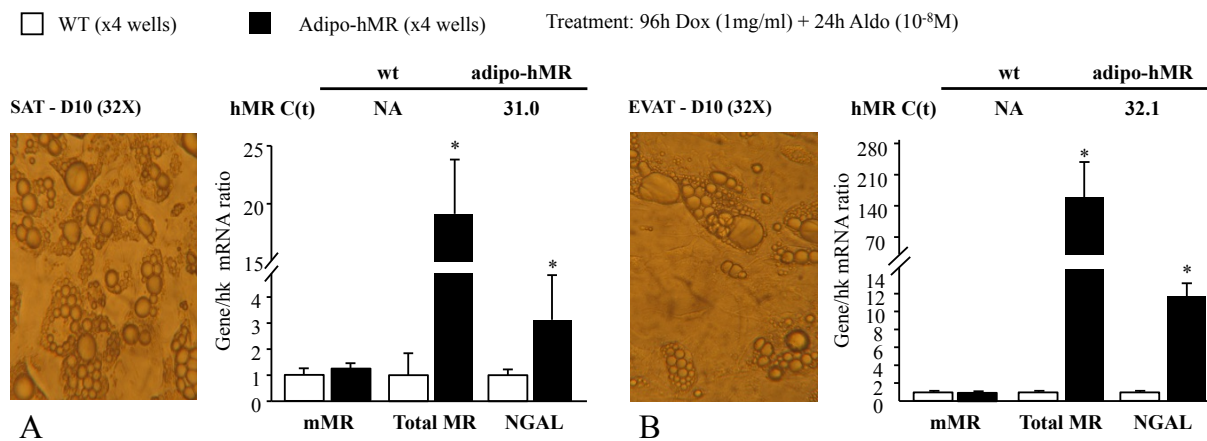 WT (x4 wells) Adipo-hMR (x4 wells) Treatment: 96h Dox (1mg/ml) + 24h Aldo (10⁻⁸M)
wt adipo-hMR
SAT - D10 (32X) hMR C(t) NA 31.0
25
20
15
4
3
2
1
0
Gene/hk mRNA ratio
* *
mMR Total MR NGAL
A
wt adipo-hMR
EVAT - D10 (32X) hMR C(t) NA 32.1
280
210
140
70
12
10
8
6
4
2
0
Gene/hk mRNA ratio
* *
mMR Total MR NGAL
B